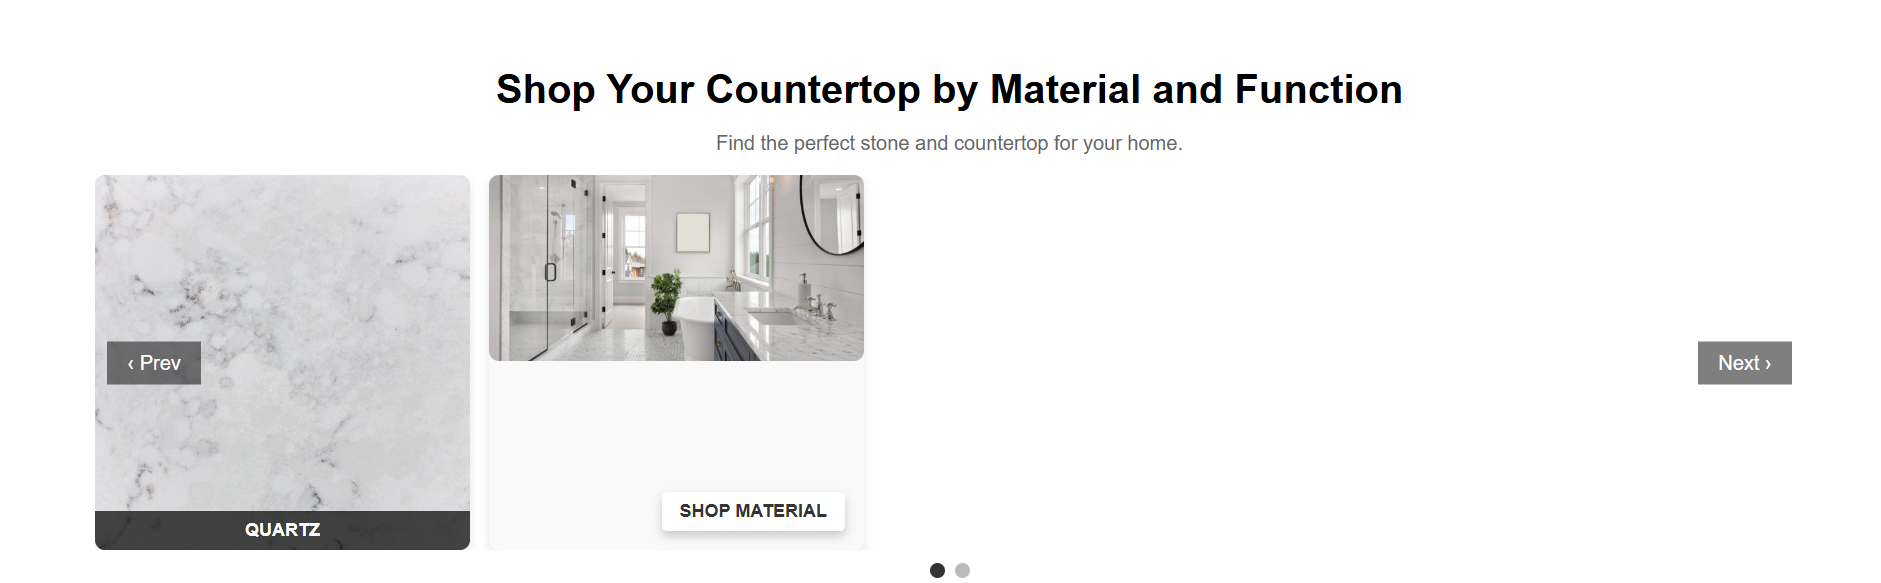 Shop Your Countertop by Material and Function
Find the perfect stone and countertop for your home.
‹ Prev
Next ›
SHOP MATERIAL
QUARTZ